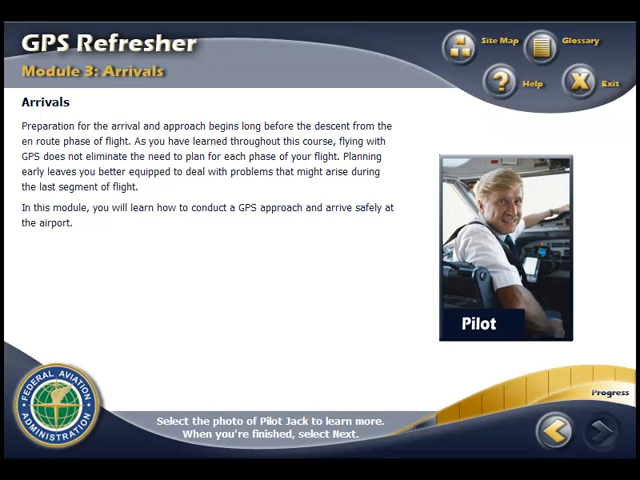 GPS Refresher
Module 3: Arrivals
Site Map
Glossary
Help
Exit
Arrivals
Preparation for the arrival and approach begins long before the descent from the
en route phase of flight. As you have learned throughout this course, flying with
GPS does not eliminate the need to plan for each phase of your flight. Planning
early leaves you better equipped to deal with problems that might arise during
the last segment of flight.
In this module, you will learn how to conduct a GPS approach and arrive safely at
the airport.
Pilot
Progress
FEDERAL AVIATION
ADMINISTRATION
Select the photo of Pilot Jack to learn more.
When you're finished, select Next.